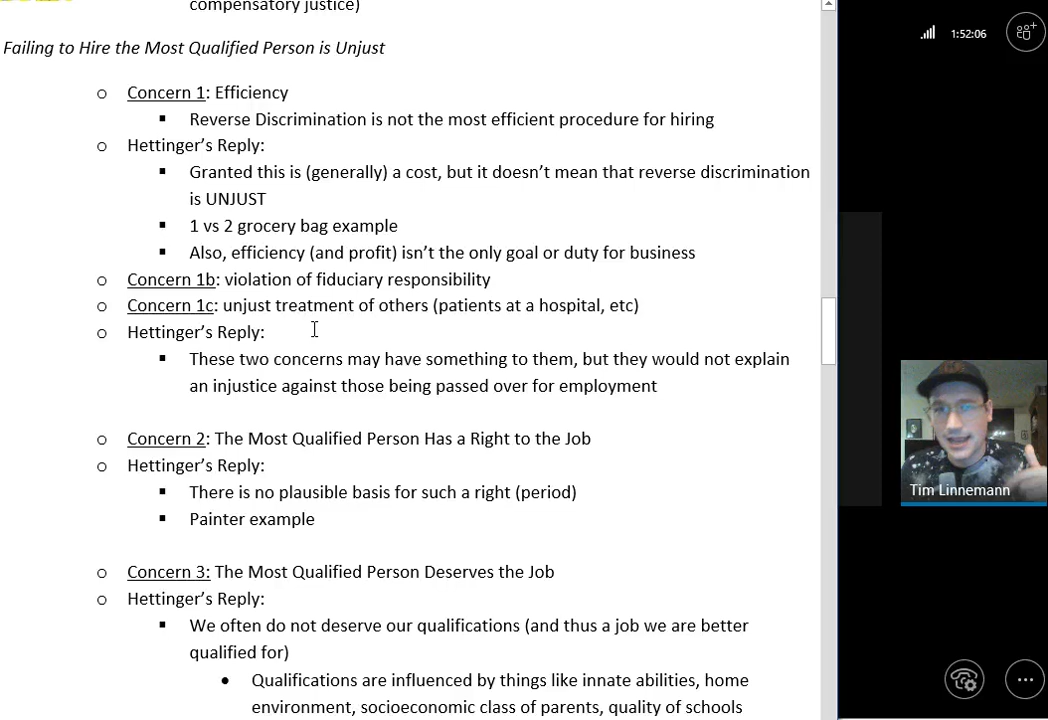 compensatory justice)
Failing to Hire the Most Qualified Person is Unjust
o Concern 1: Efficiency
▪ Reverse Discrimination is not the most efficient procedure for hiring
o Hettinger's Reply:
▪ Granted this is (generally) a cost, but it doesn't mean that reverse discrimination
is UNJUST
▪ 1 vs 2 grocery bag example
▪ Also, efficiency (and profit) isn't the only goal or duty for business
o Concern 1b: violation of fiduciary responsibility
o Concern 1c: unjust treatment of others (patients at a hospital, etc)
o Hettinger's Reply:
▪ These two concerns may have something to them, but they would not explain
an injustice against those being passed over for employment
o Concern 2: The Most Qualified Person Has a Right to the Job
o Hettinger's Reply:
▪ There is no plausible basis for such a right (period)
▪ Painter example
o Concern 3: The Most Qualified Person Deserves the Job
o Hettinger's Reply:
▪ We often do not deserve our qualifications (and thus a job we are better
qualified for)
• Qualifications are influenced by things like innate abilities, home
environment, socioeconomic class of parents, quality of schools
1:52:06
Tim Linnemann